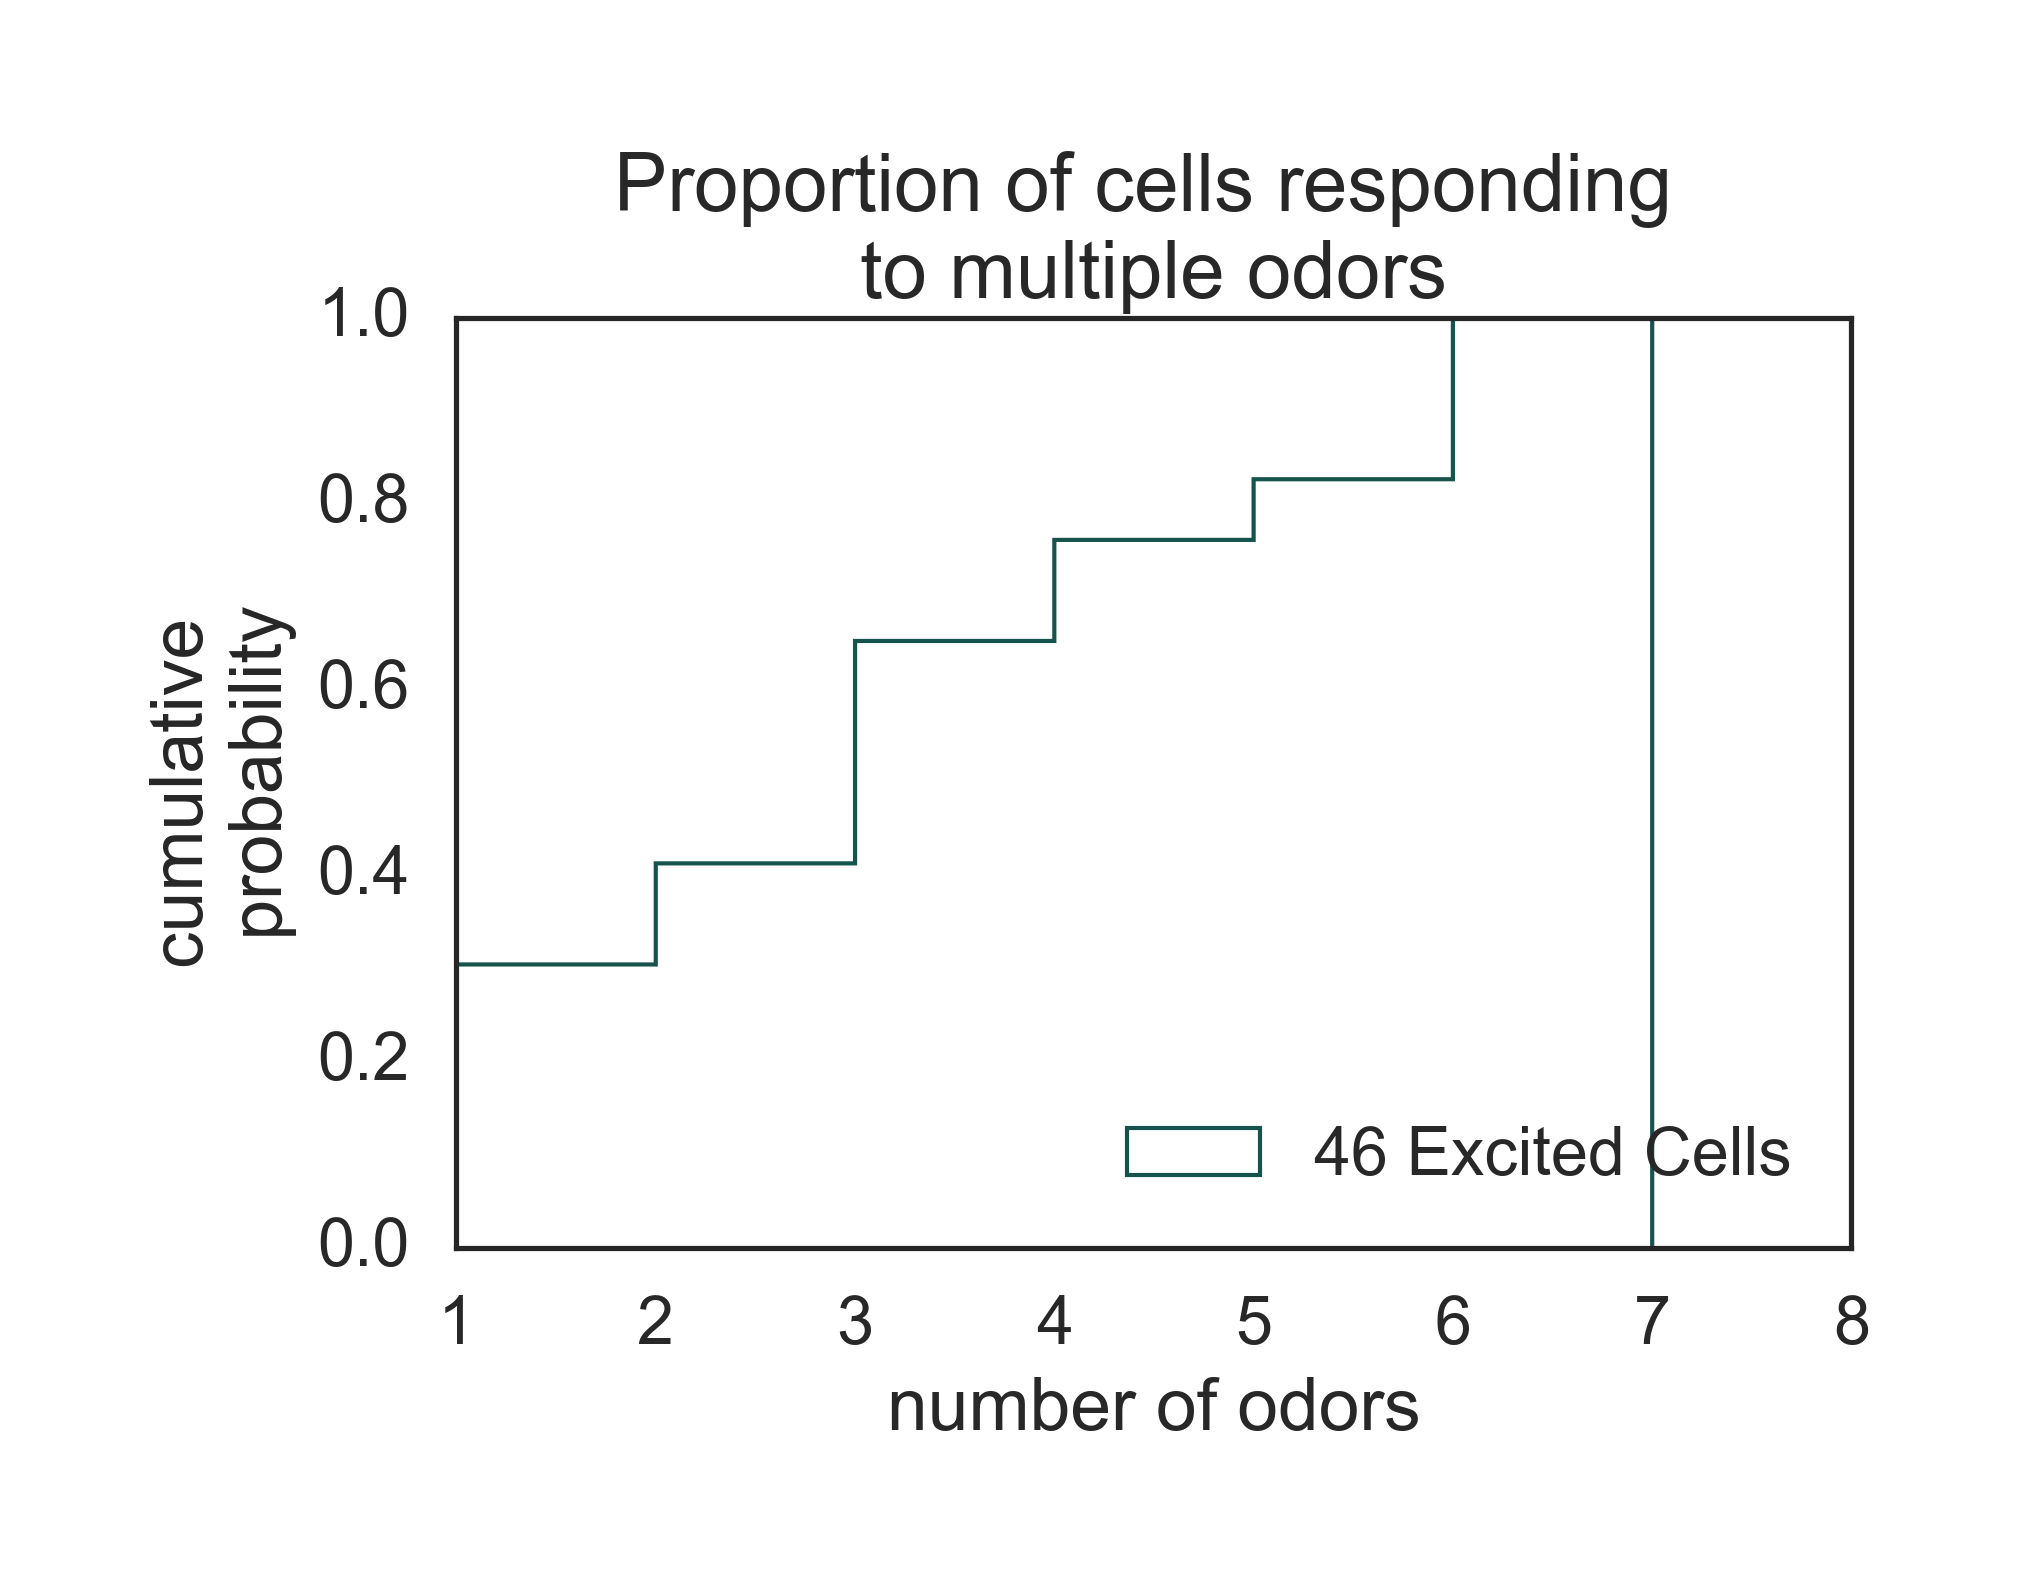 Proportion of cells responding
to multiple odors
1.0
0.8
0.6
0.4
0.2
0.0
cumulative
probability
46 Excited Cells
1 2 3 4 5 6 7 8
number of odors